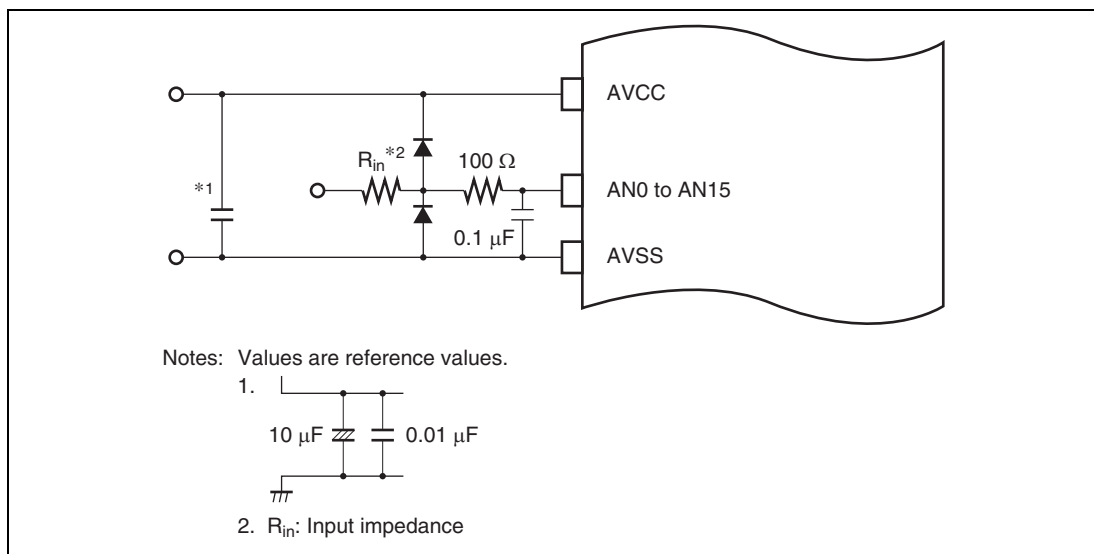 AVCC
R_in*2
100 Ω
*1
AN0 to AN15
0.1 μF
AVSS
Notes: Values are reference values.
1.
10 μF
0.01 μF
2. R_in: Input impedance